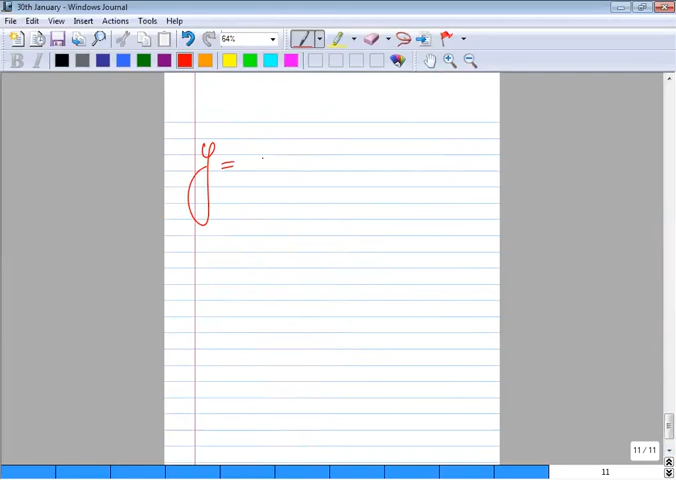 30th January - Windows Journal
File Edit View Insert Actions Tools Help
64%
B I
=
11 / 11
11